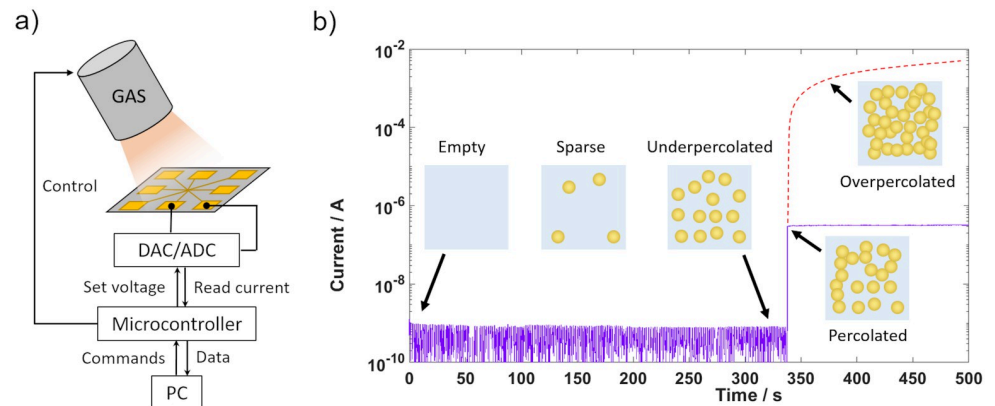 a)
GAS
Control
DAC/ADC
Set voltage
Read current
Microcontroller
Commands
Data
PC
b)
Current / A
10-2
10-4
10-6
10-8
10-10
Empty
Sparse
Underpercolated
Overpercolated
Percolated
0 50 100 150 200 250 300 350 400 450 500
Time / s